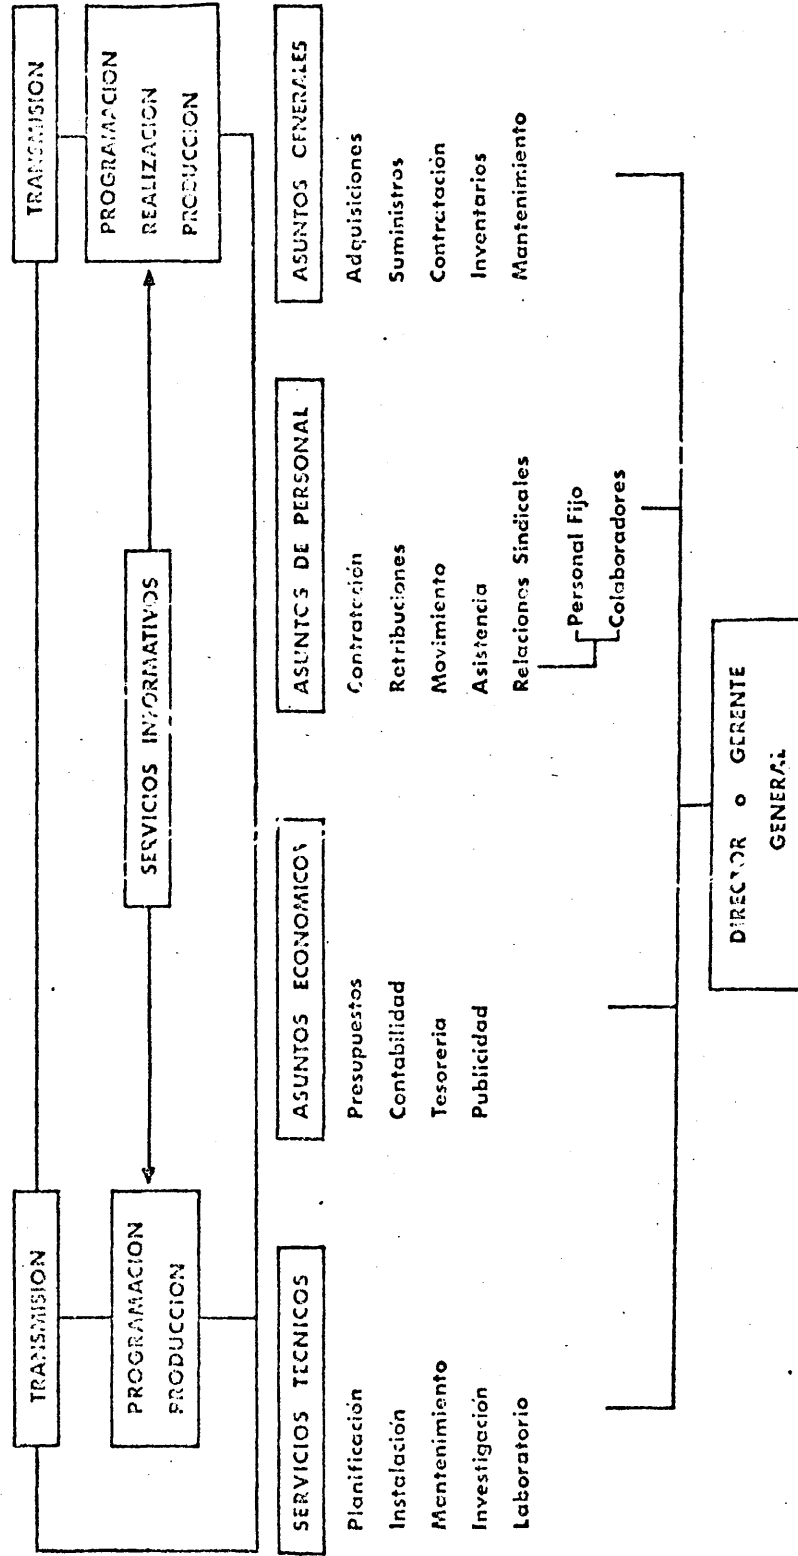 TRANSMISION
TRANSMISION
PROGRAMACION
PRODUCCION
SERVICIOS INFORMATIVOS
PROGRAMACION
REALIZACION
PRODUCCION
SERVICIOS TECNICOS
Planificación
Instalación
Mantenimiento
Investigación
Laboratorio
ASUNTOS ECONOMICOS
Presupuestos
Contabilidad
Tesoreria
Publicidad
ASUNTOS DE PERSONAL
Contratación
Retribuciones
Movimiento
Asistencia
Relaciones Sindicales
Personal Fijo
Colaboradores
ASUNTOS GENERALES
Adquisiciones
Suministros
Contratación
Inventarios
Mantenimiento
DIRECTOR o GERENTE
GENERAL